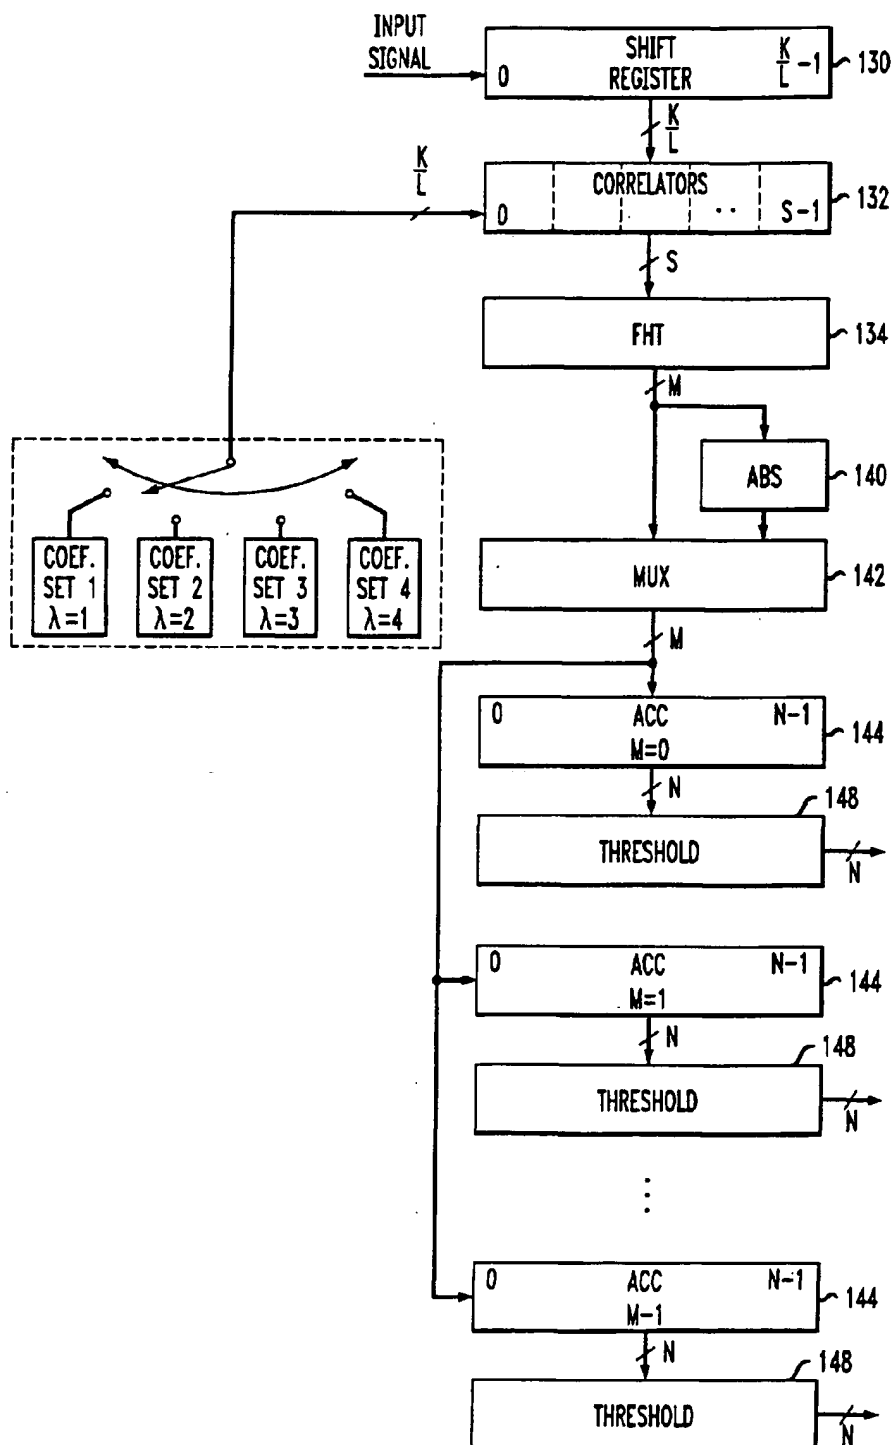 INPUT
SIGNAL
0 SHIFT REGISTER K/L -1
130
K/L
K/L
0 CORRELATORS .. S-1
132
S
FHT
134
M
ABS
140
COEF. SET 1 λ=1
COEF. SET 2 λ=2
COEF. SET 3 λ=3
COEF. SET 4 λ=4
MUX
142
M
0 ACC N-1
M=0
144
N
148
THRESHOLD
N
0 ACC N-1
M=1
144
N
148
THRESHOLD
N
0 ACC N-1
M-1
144
N
148
THRESHOLD
N